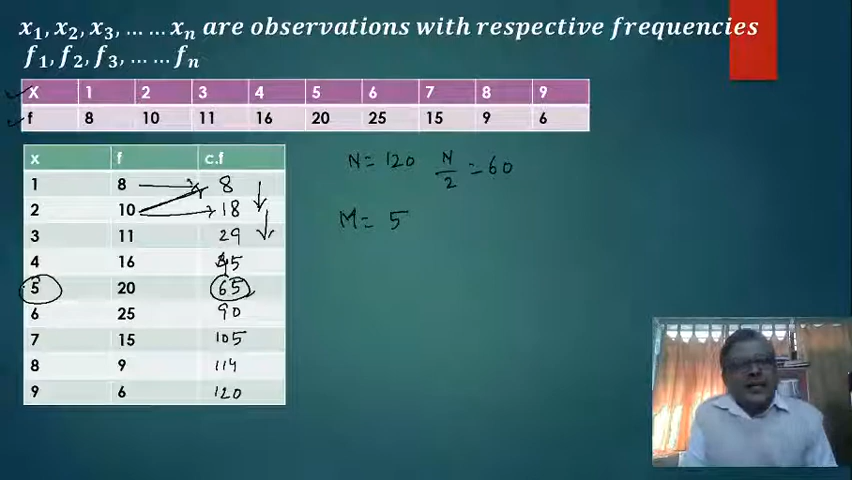 x₁, x₂, x₃, …… xₙ are observations with respective frequencies
f₁, f₂, f₃, …… fₙ
X 1 2 3 4 5 6 7 8 9
f 8 10 11 16 20 25 15 9 6
x f c.f
1 8 8
2 10 18
3 11 29
4 16 45
5 20 65
6 25 90
7 15 105
8 9 114
9 6 120
N = 120 N/2 = 60
M = 5